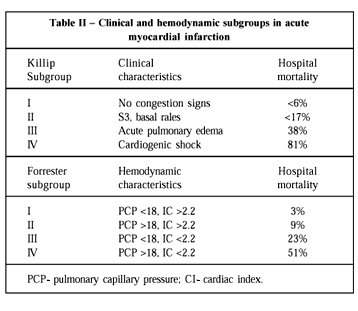 Table II – Clinical and hemodynamic subgroups in acute
myocardial infarction
Killip Clinical Hospital
Subgroup characteristics mortality
I No congestion signs <6%
II S3, basal rales <17%
III Acute pulmonary edema 38%
IV Cardiogenic shock 81%
Forrester Hemodynamic Hospital
subgroup characteristics mortality
I PCP <18, IC >2.2 3%
II PCP >18, IC >2.2 9%
III PCP <18, IC <2.2 23%
IV PCP >18, IC <2.2 51%
PCP- pulmonary capillary pressure; CI- cardiac index.